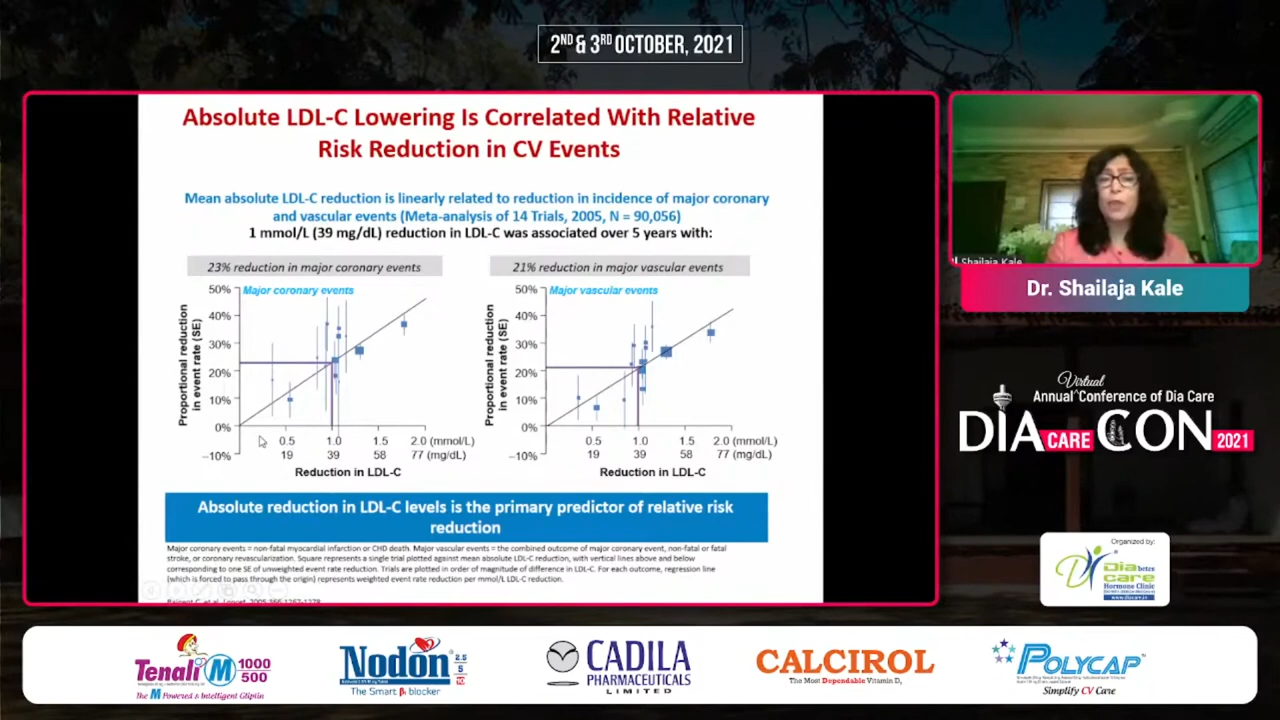 2ND & 3RD OCTOBER, 2021
Absolute LDL-C Lowering Is Correlated With Relative
Risk Reduction in CV Events
Mean absolute LDL-C reduction is linearly related to reduction in incidence of major coronary
and vascular events (Meta-analysis of 14 Trials, 2005, N = 90,056)
1 mmol/L (39 mg/dL) reduction in LDL-C was associated over 5 years with:
23% reduction in major coronary events
Major coronary events
Proportional reduction
in event rate (SE)
50%
40%
30%
20%
10%
0%
−10%
0.5 1.0 1.5 2.0 (mmol/L)
19 39 58 77 (mg/dL)
Reduction in LDL-C
21% reduction in major vascular events
Major vascular events
Proportional reduction
in event rate (SE)
50%
40%
30%
20%
10%
0%
−10%
0.5 1.0 1.5 2.0 (mmol/L)
19 39 58 77 (mg/dL)
Reduction in LDL-C
Absolute reduction in LDL-C levels is the primary predictor of relative risk
reduction
Major coronary events = non-fatal myocardial infarction or CHD death. Major vascular events = the combined outcome of major coronary event, non-fatal or fatal
stroke, or coronary revascularization. Square represents a single trial plotted against mean absolute LDL-C reduction, with vertical lines above and below
corresponding to one SE of unweighted event rate reduction. Trials are plotted in order of magnitude of difference in LDL-C. For each outcome, regression line
(which is forced to pass through the origin) represents weighted event rate reduction per mmol/L LDL-C reduction.
Shailaja Kale
Dr. Shailaja Kale
Virtual
Annual Conference of Dia Care
DIA CARE CON 2021
Organized by:
Diabetes
care
Hormone Clinic
Tenali M 1000
500
The M Powered & Intelligent Gliptin
Nodon 2.5
5
The Smart β blocker
CADILA
PHARMACEUTICALS
LIMITED
CALCIROL
The Most Dependable Vitamin D3
POLYCAP
Simplify CV Care